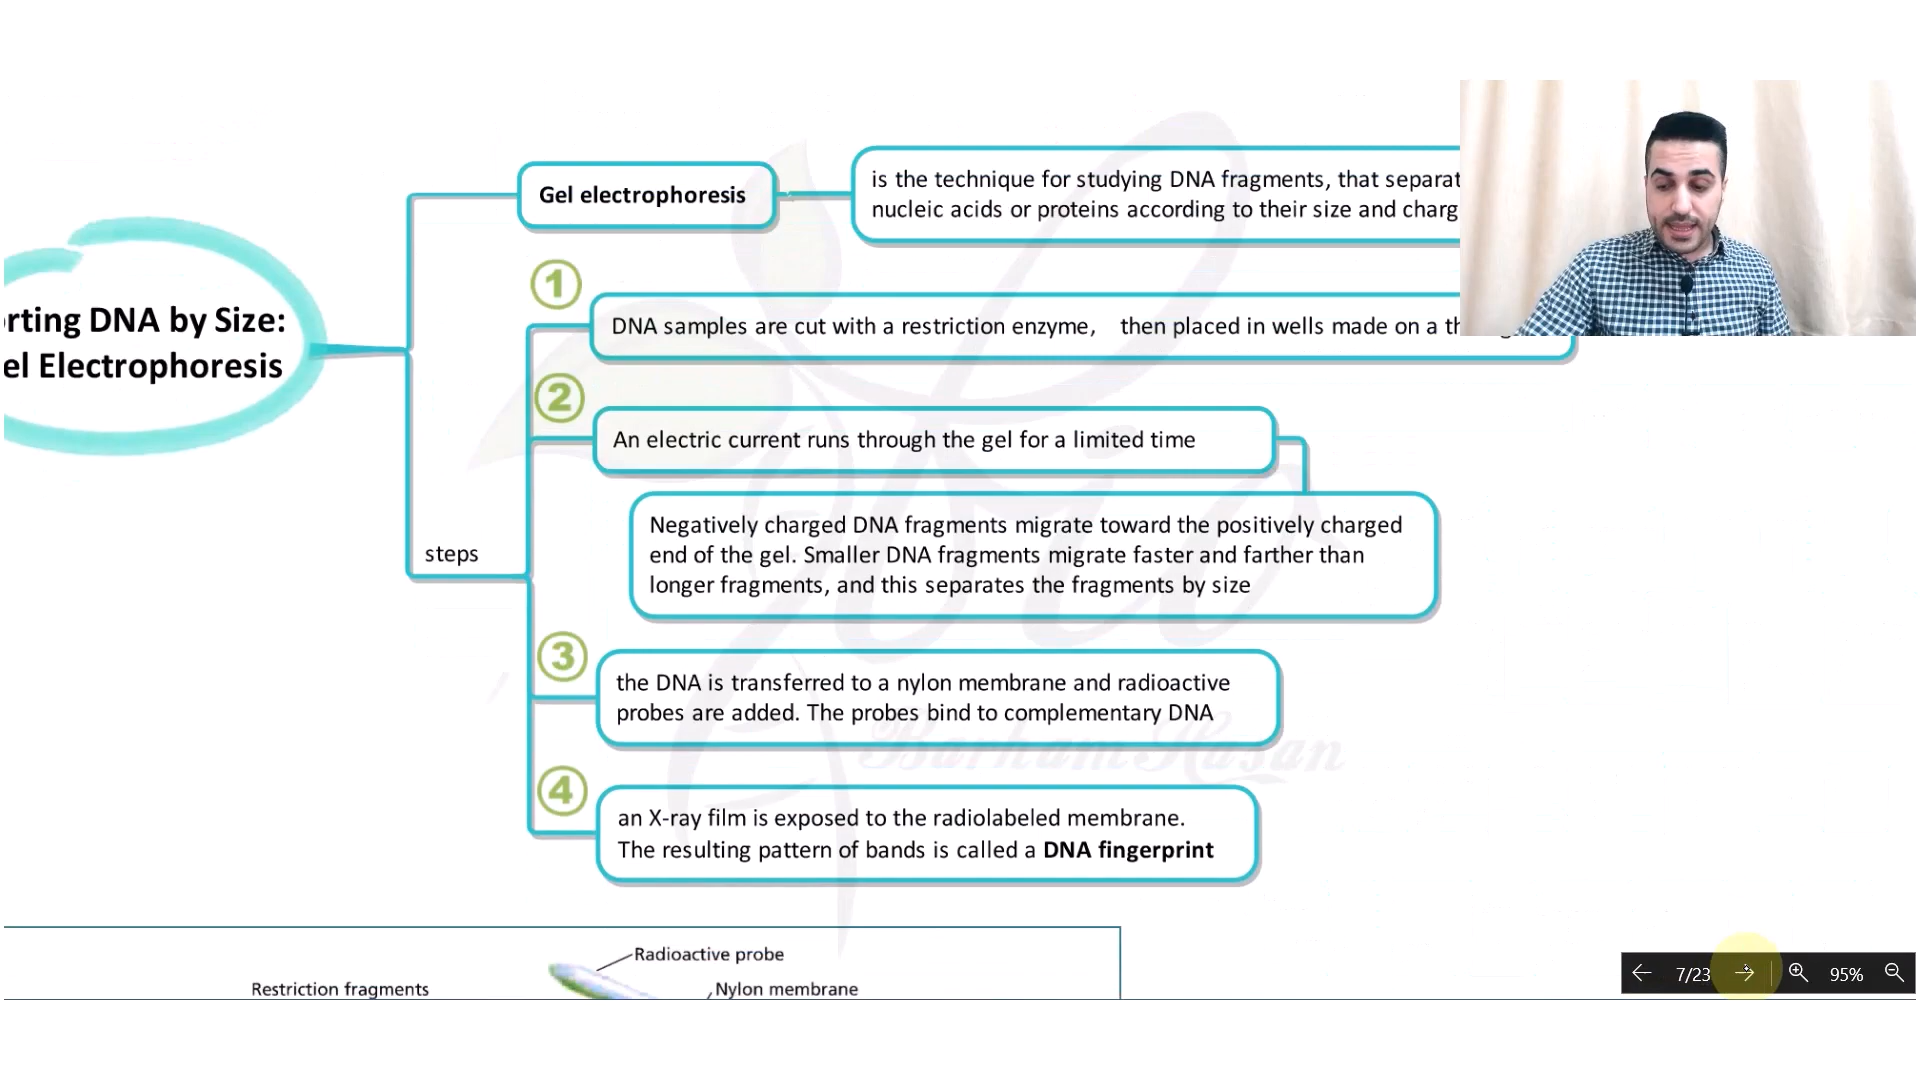 Gel electrophoresis
is the technique for studying DNA fragments, that separat
nucleic acids or proteins according to their size and charg
rting DNA by Size:
el Electrophoresis
steps
1
DNA samples are cut with a restriction enzyme, then placed in wells made on a th
2
An electric current runs through the gel for a limited time
Negatively charged DNA fragments migrate toward the positively charged
end of the gel. Smaller DNA fragments migrate faster and farther than
longer fragments, and this separates the fragments by size
3
the DNA is transferred to a nylon membrane and radioactive
probes are added. The probes bind to complementary DNA
4
an X-ray film is exposed to the radiolabeled membrane.
The resulting pattern of bands is called a DNA fingerprint
Bio
Barham Hasan
Radioactive probe
Restriction fragments
Nylon membrane
7/23
95%